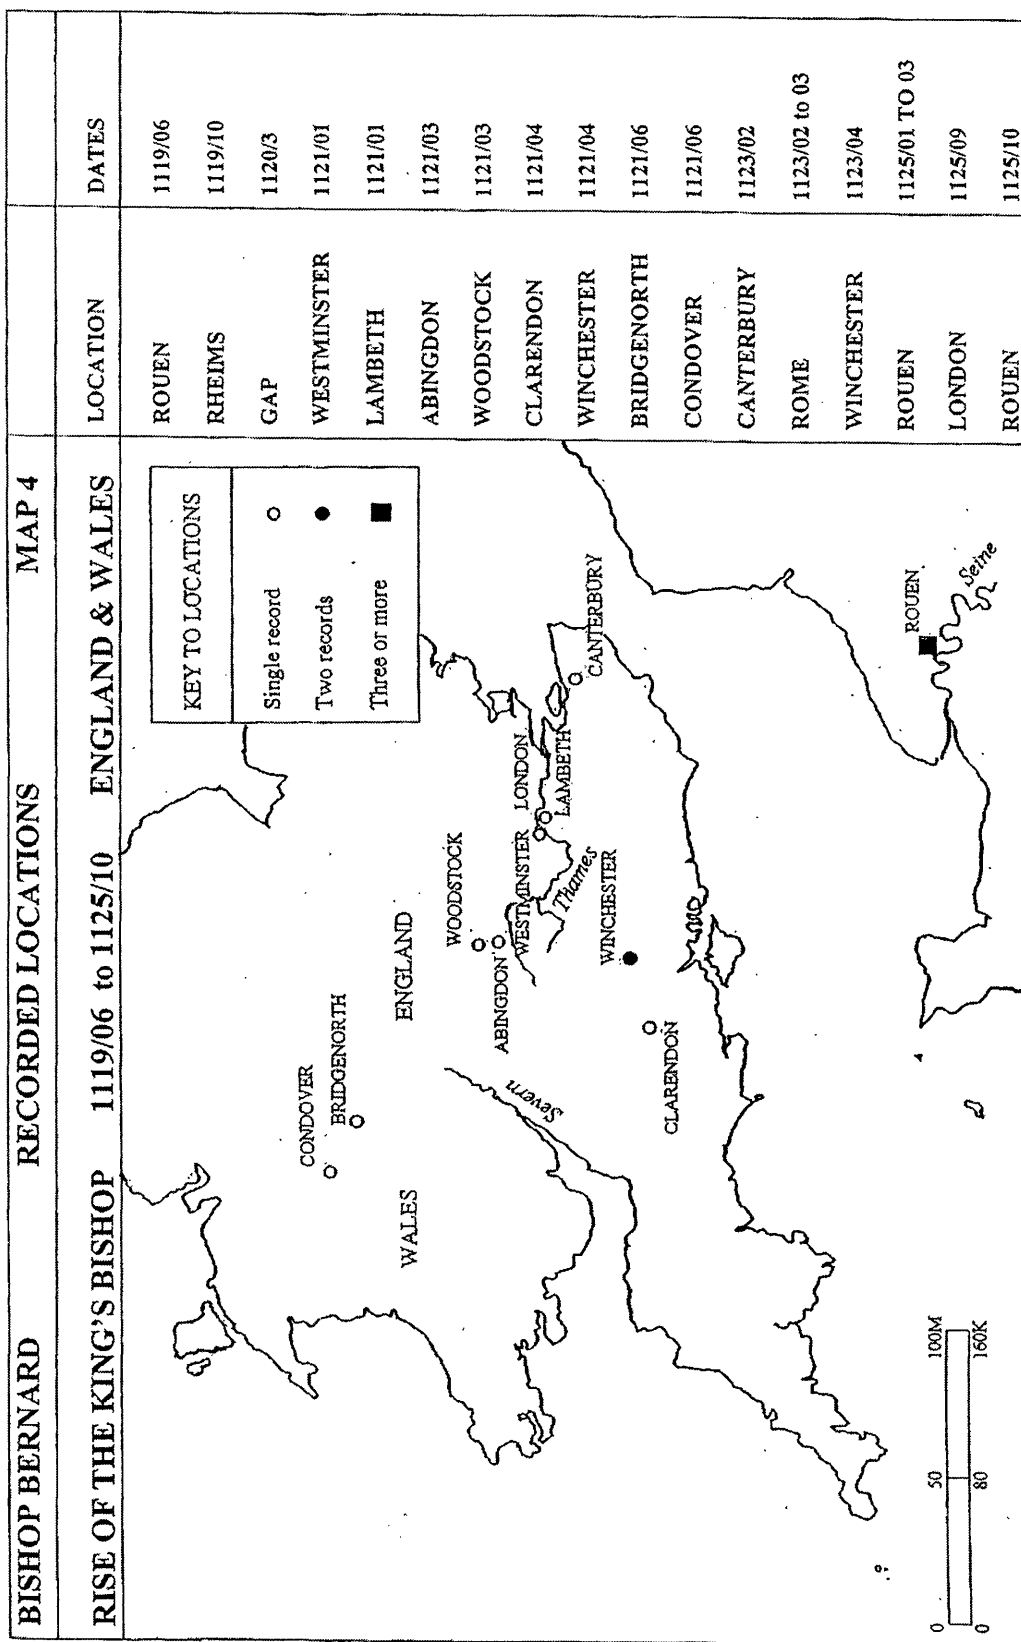 BISHOP BERNARD RECORDED LOCATIONS MAP 4
RISE OF THE KING'S BISHOP 1119/06 to 1125/10 ENGLAND & WALES
LOCATION DATES
ROUEN 1119/06
RHEIMS 1119/10
GAP 1120/3
WESTMINSTER 1121/01
LAMBETH 1121/01
ABINGDON 1121/03
WOODSTOCK 1121/03
CLARENDON 1121/04
WINCHESTER 1121/04
BRIDGENORTH 1121/06
CONDOVER 1121/06
CANTERBURY 1123/02
ROME 1123/02 to 03
WINCHESTER 1123/04
ROUEN 1125/01 TO 03
LONDON 1125/09
ROUEN 1125/10
KEY TO LOCATIONS
Single record
Two records
Three or more
CONDOVER
BRIDGENORTH
WALES
ENGLAND
WOODSTOCK
ABINGDON
WESTMINSTER
LONDON
LAMBETH
Thames
Severn
CANTERBURY
WINCHESTER
CLARENDON
ROUEN
Seine
0 50 100M
0 80 160K